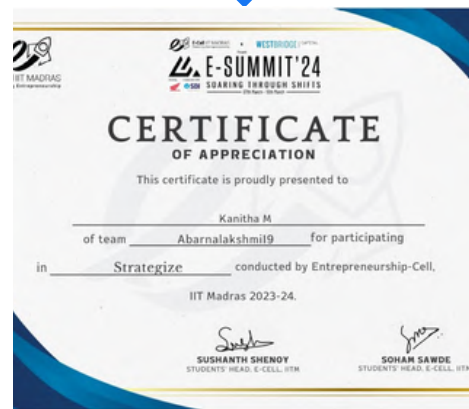 IIT MADRAS
WESTBRIDGE
E-SUMMIT'24
SBI
SOARING THROUGH SHIFTS
CERTIFICATE
OF APPRECIATION
This certificate is proudly presented to
Kanitha M
of team Abarnalakshmi19 for participating
in Strategize conducted by Entrepreneurship-Cell,
IIT Madras 2023-24.
SUSHANTH SHENOY
STUDENTS' HEAD, E-CELL, IITM
SOHAM SAWDE
STUDENTS' HEAD, E-CELL, IITM